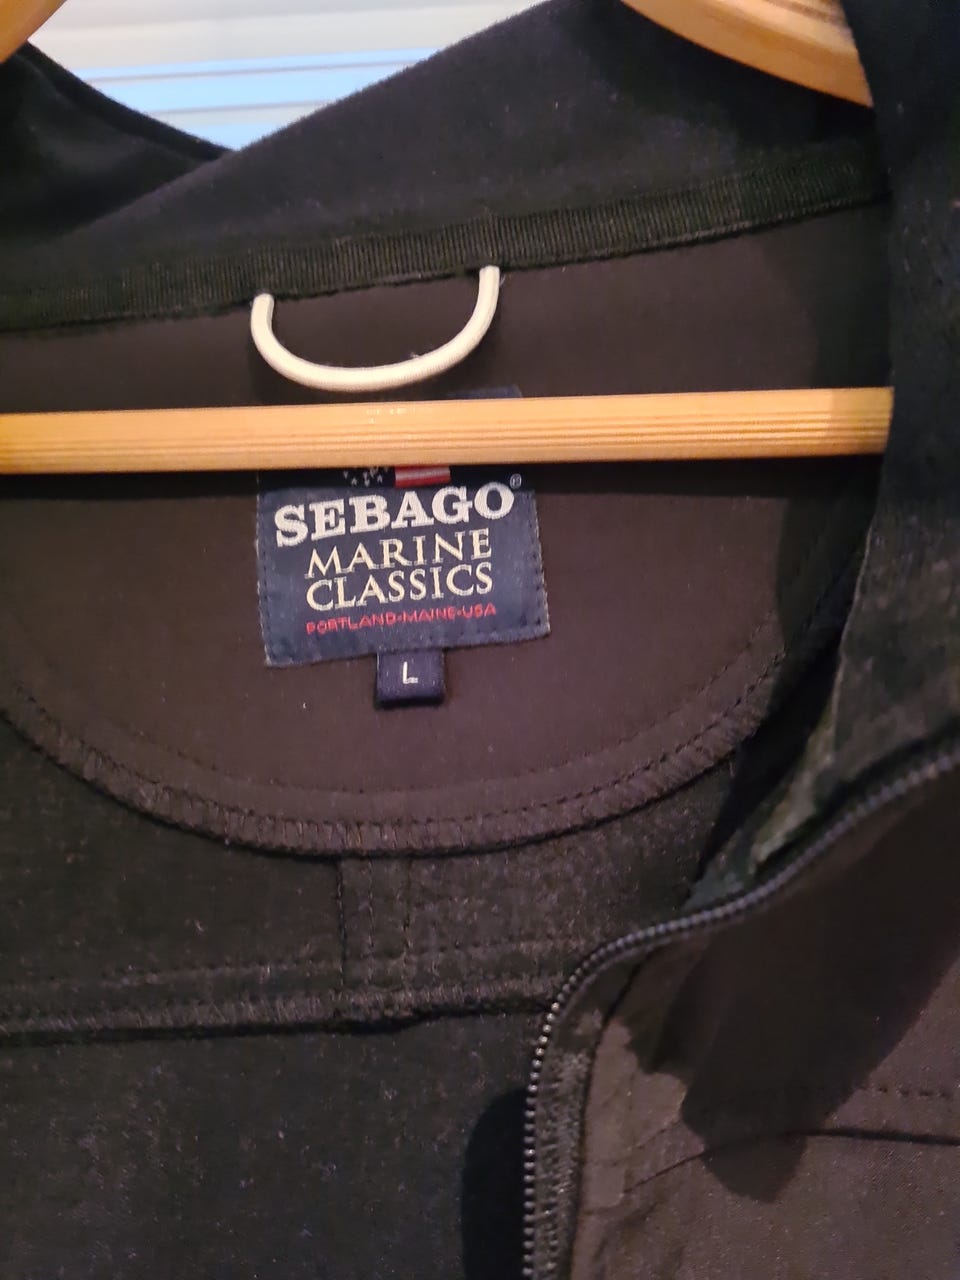 SEBAGO®
MARINE
CLASSICS
PORTLAND-MAINE-USA
L